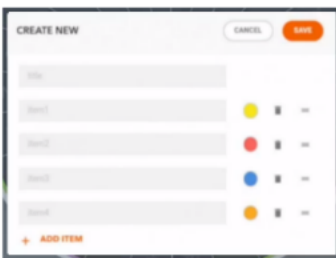 CREATE NEW
CANCEL
SAVE
Title
Item1
Item2
Item3
Item4
+ ADD ITEM